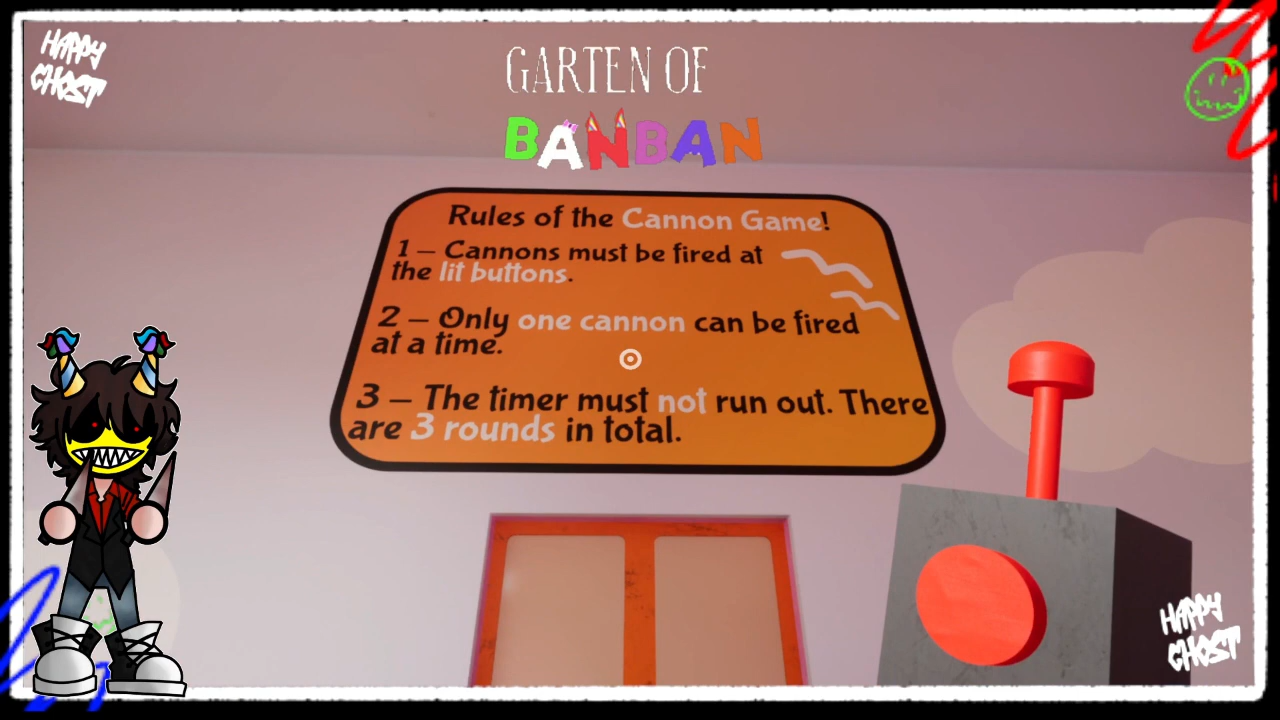 HAPPY
GHOST
GARTEN OF
BANBAN
Rules of the Cannon Game!
1 – Cannons must be fired at
the lit buttons.
2 – Only one cannon can be fired
at a time.
3 – The timer must not run out. There
are 3 rounds in total.
HAPPY
GHOST